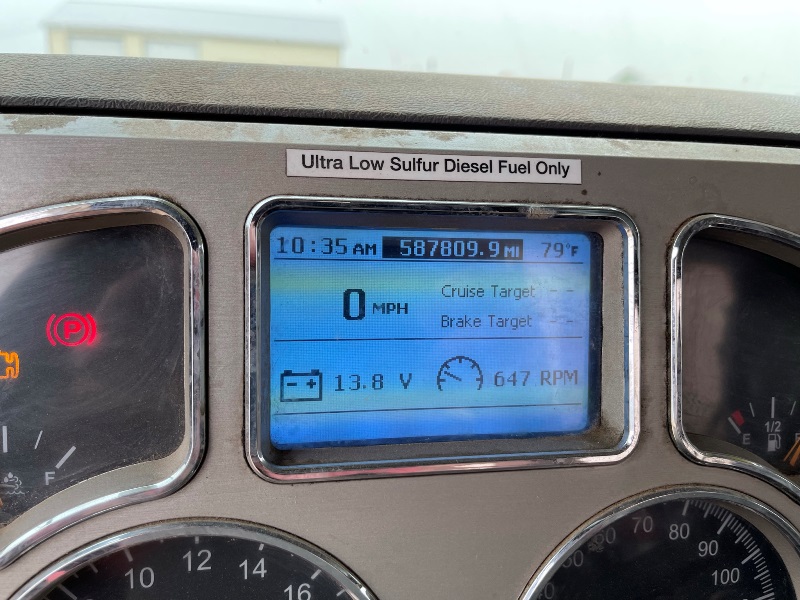 Ultra Low Sulfur Diesel Fuel Only
10:35 AM 587809.9 MI 79°F
0 MPH
Cruise Target -- --
Brake Target -- --
13.8 V 647 RPM
P
F
E 1/2
10 12 14 16
60 70 80 90 100